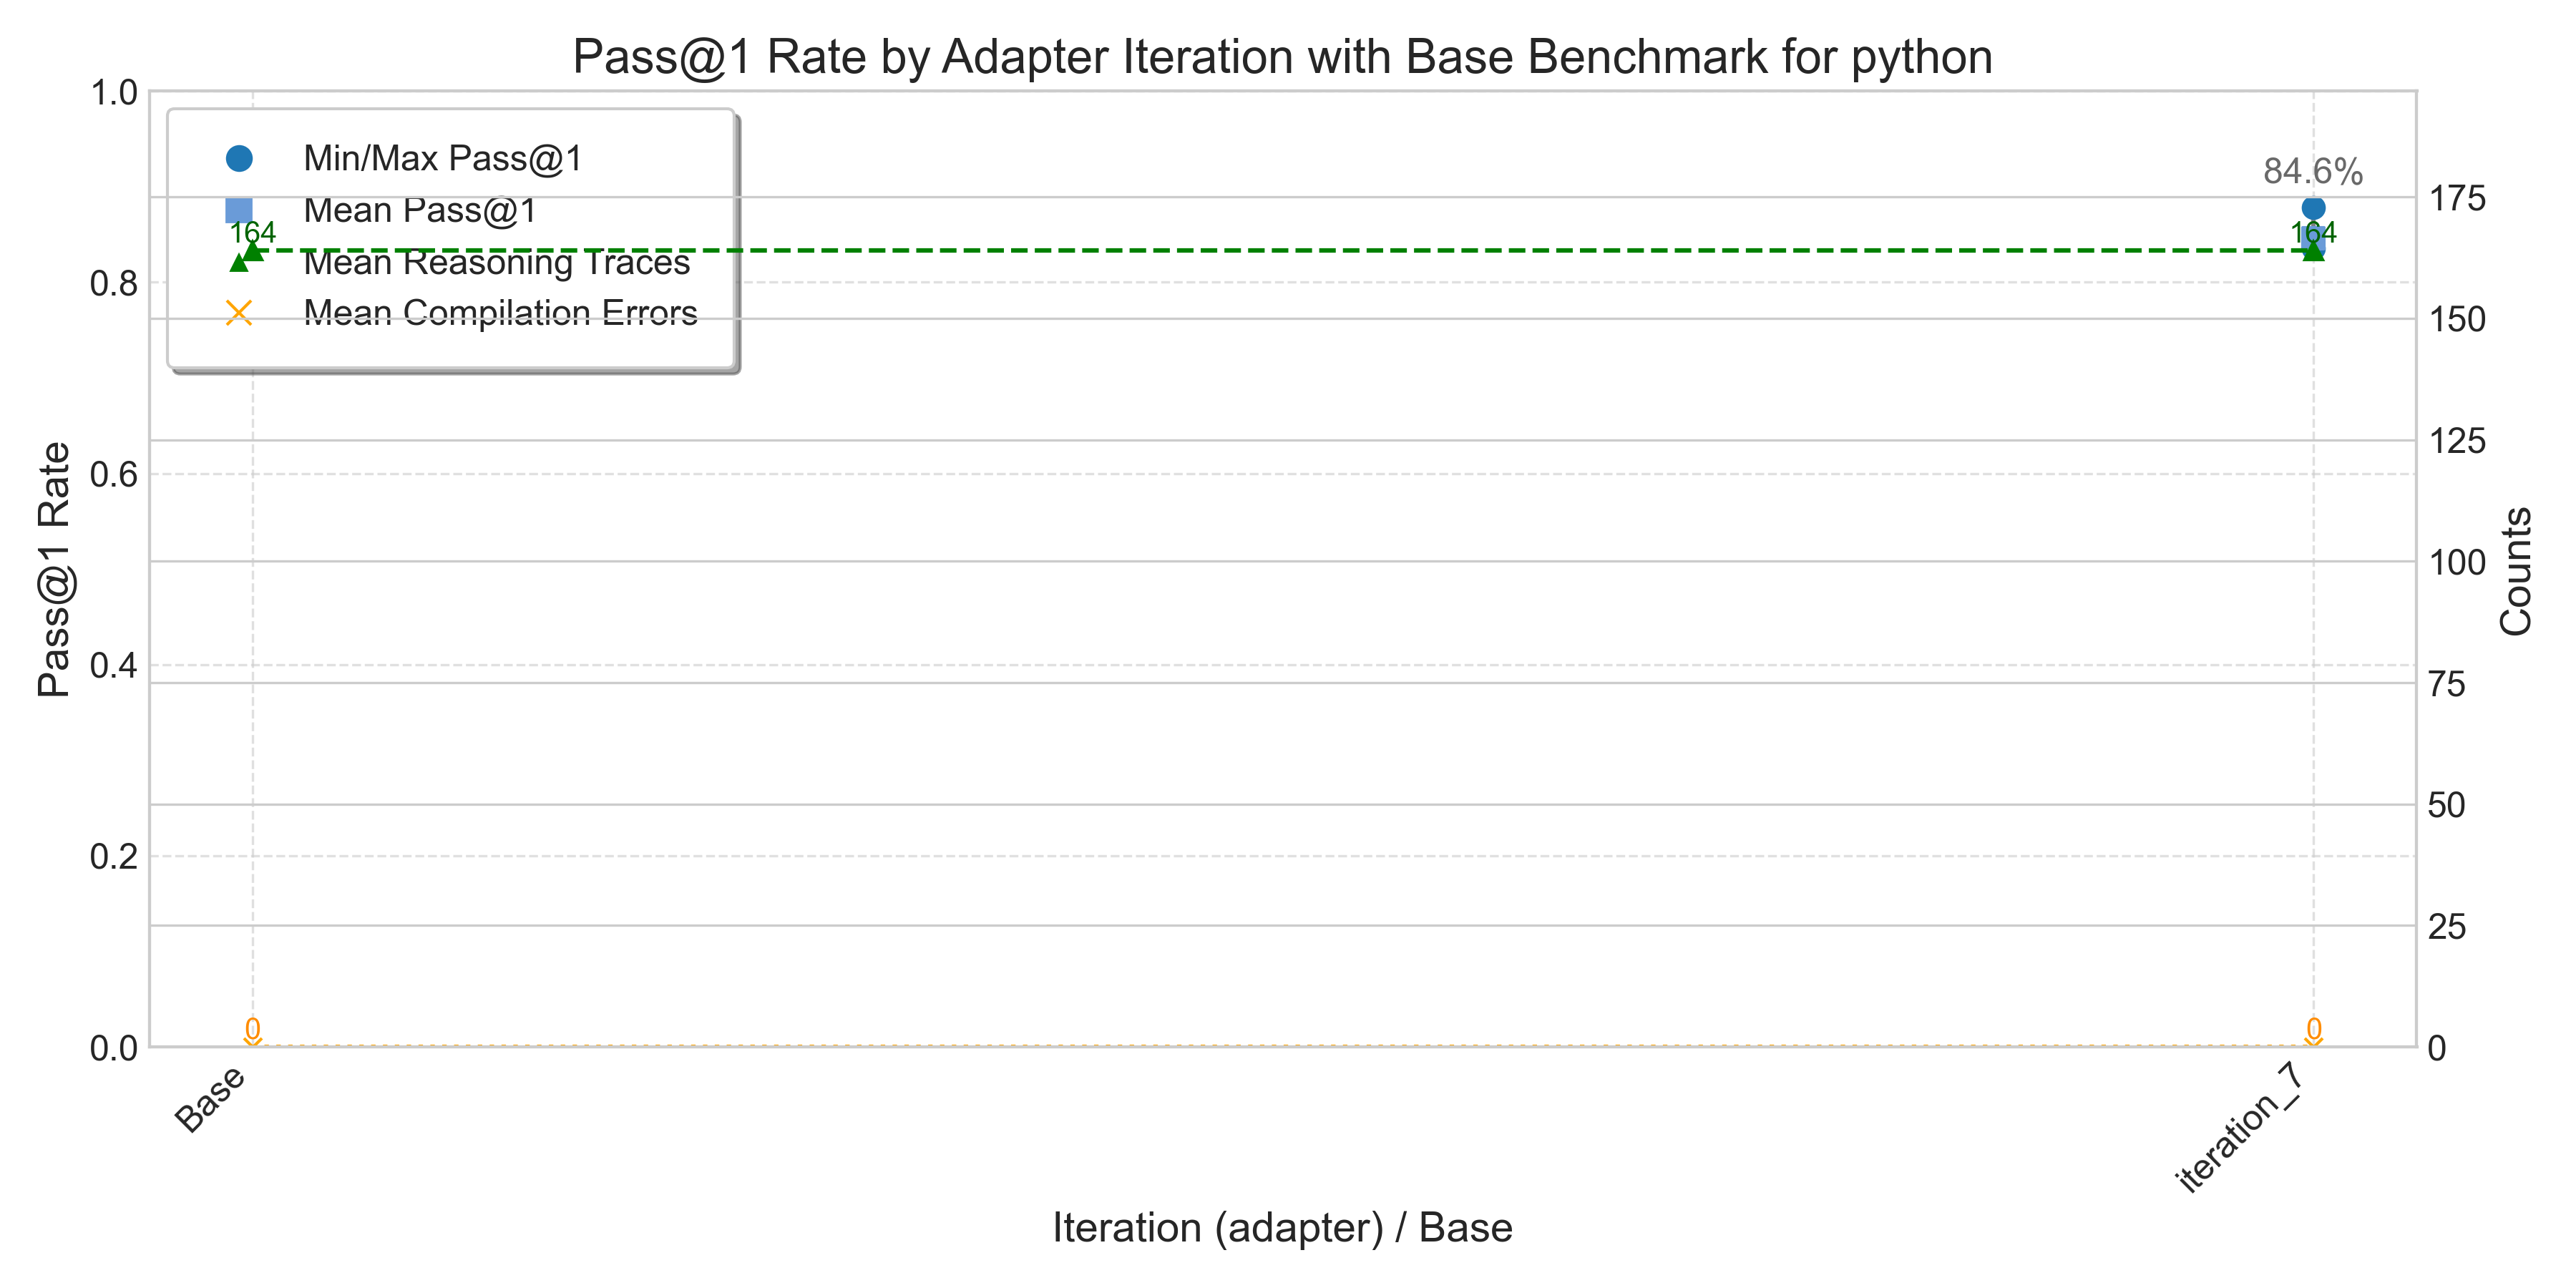 Pass@1 Rate by Adapter Iteration with Base Benchmark for python
1.0
0.8
0.6
0.4
0.2
0.0
Pass@1 Rate
Min/Max Pass@1
Mean Pass@1
Mean Reasoning Traces
Mean Compilation Errors
164
0
84.6%
164
0
175
150
125
100
75
50
25
0
Counts
Base
iteration_7
Iteration (adapter) / Base